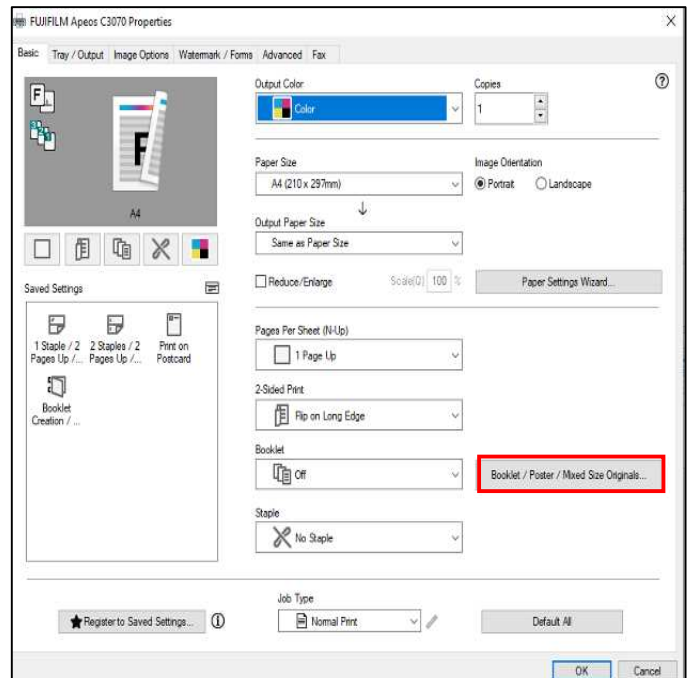 FUJIFILM Apeos C3070 Properties
Basic Tray / Output Image Options Watermark / Forms Advanced Fax
F
F
A4
Saved Settings
1 Staple / 2 Pages Up /...
2 Staples / 2 Pages Up /...
Print on Postcard
Booklet Creation / ...
Output Color
Color
Copies
1
Paper Size
A4 (210 x 297mm)
Image Orientation
Portrait Landscape
Output Paper Size
Same as Paper Size
Reduce/Enlarge Scale(Q) 100 %
Paper Settings Wizard...
Pages Per Sheet (N-Up)
1 Page Up
2-Sided Print
Flip on Long Edge
Booklet
Off
Booklet / Poster / Mixed Size Originals...
Staple
No Staple
Register to Saved Settings...
Job Type
Normal Print
Default All
OK Cancel